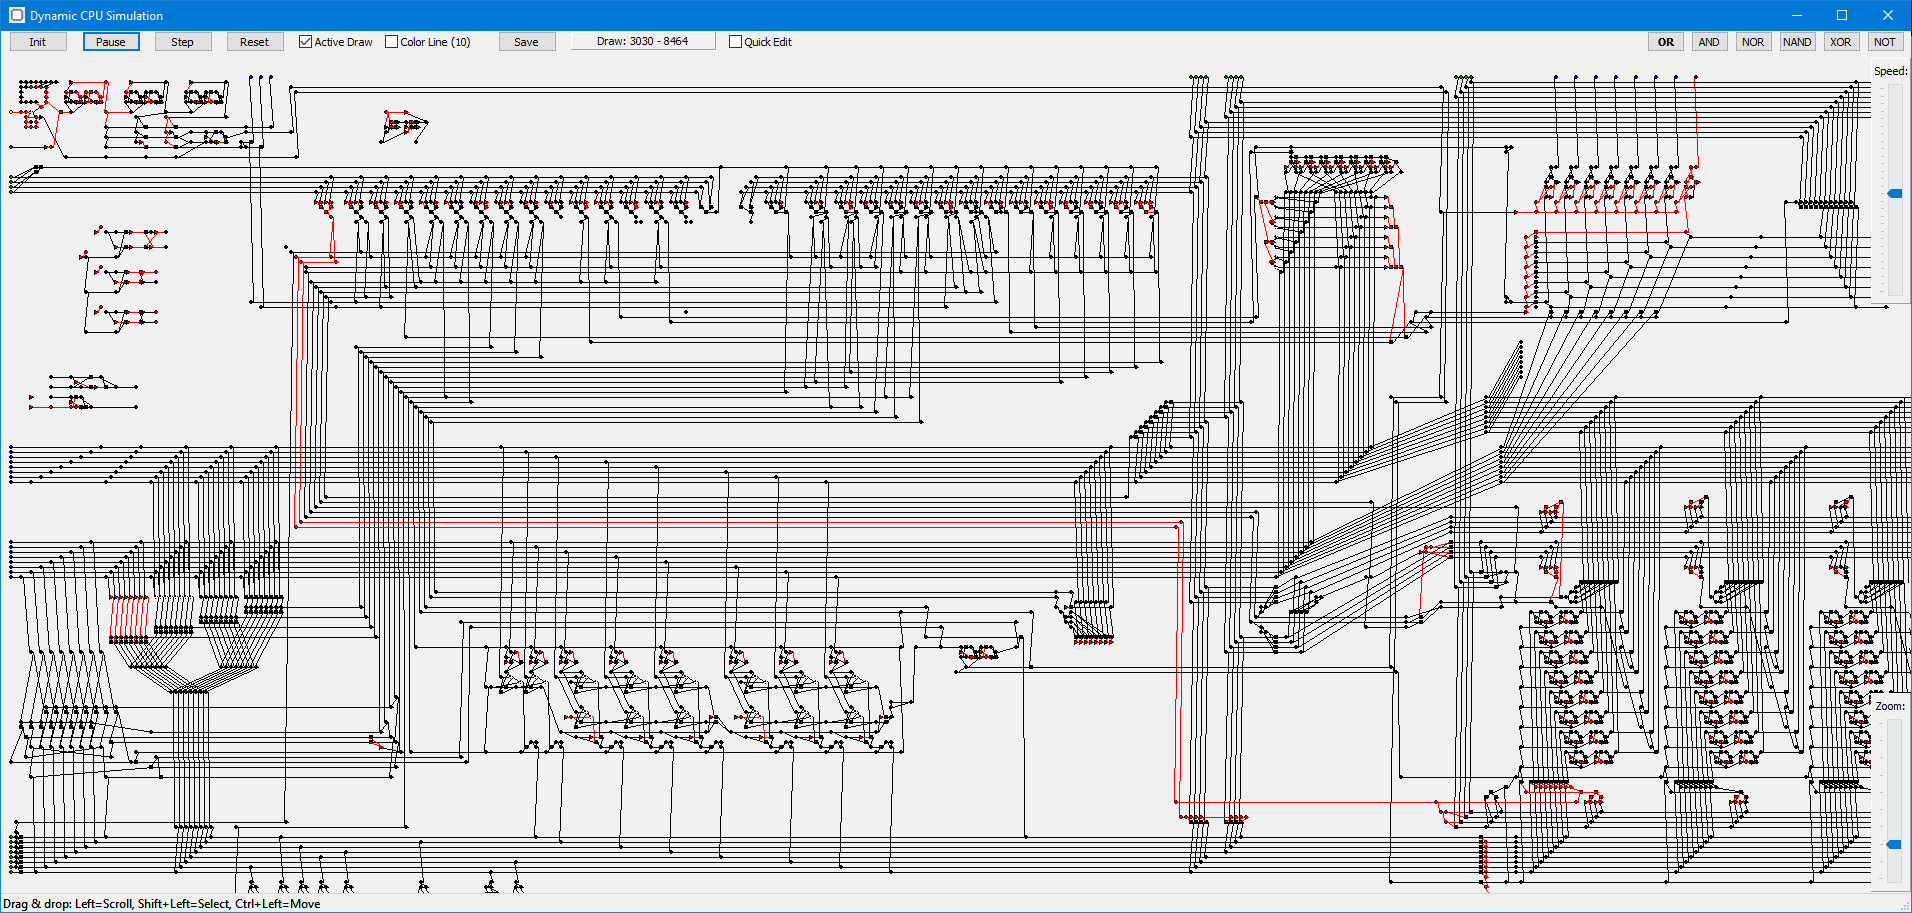 Dynamic CPU Simulation
Init Pause Step Reset Active Draw Color Line (10) Save Draw: 3030 - 8464 Quick Edit OR AND NOR NAND XOR NOT
Speed:
Zoom:
Drag & drop: Left=Scroll, Shift+Left=Select, Ctrl+Left=Move